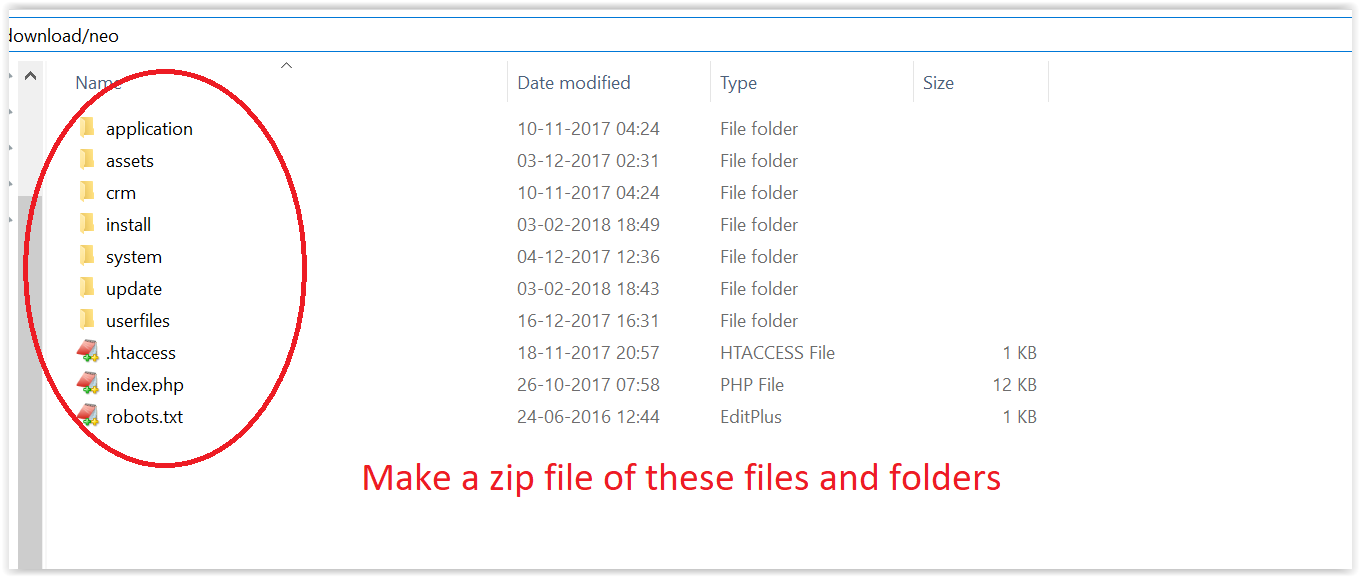 download/neo
Name Date modified Type Size
application 10-11-2017 04:24 File folder
assets 03-12-2017 02:31 File folder
crm 10-11-2017 04:24 File folder
install 03-02-2018 18:49 File folder
system 04-12-2017 12:36 File folder
update 03-02-2018 18:43 File folder
userfiles 16-12-2017 16:31 File folder
.htaccess 18-11-2017 20:57 HTACCESS File 1 KB
index.php 26-10-2017 07:58 PHP File 12 KB
robots.txt 24-06-2016 12:44 EditPlus 1 KB
Make a zip file of these files and folders